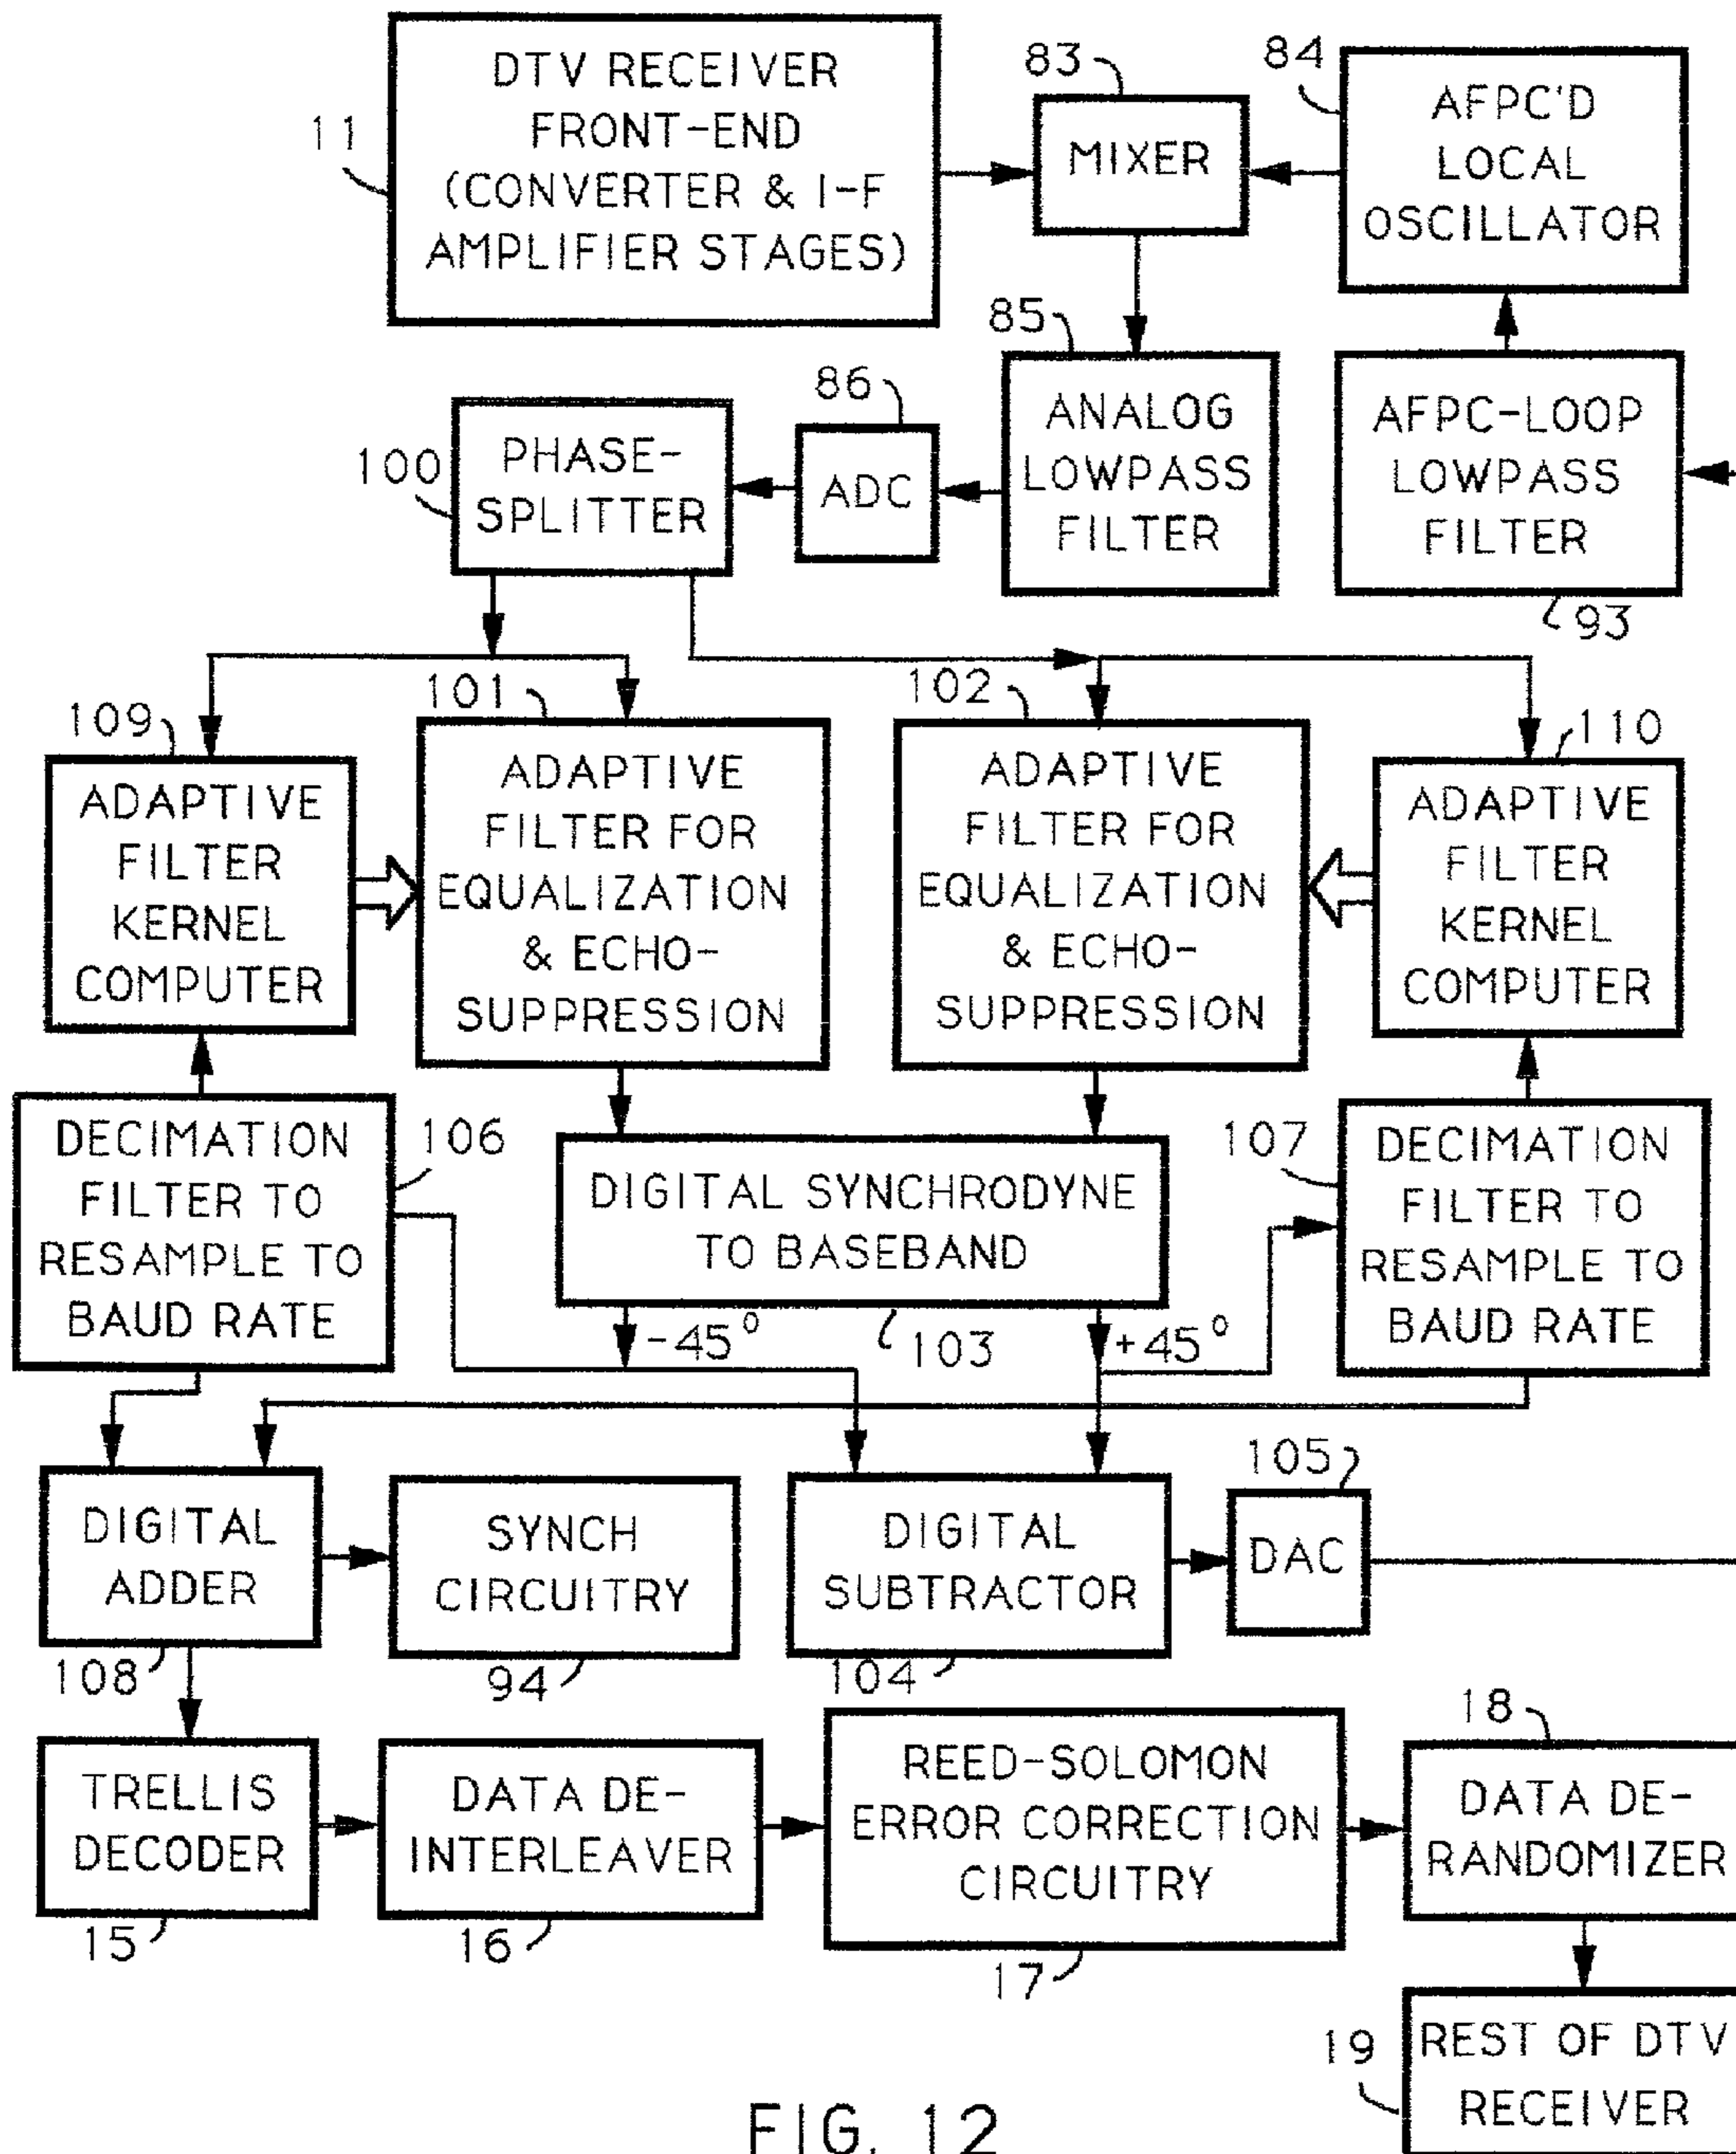 DTV RECEIVER
FRONT-END
(CONVERTER & I-F
AMPLIFIER STAGES)
11
83
MIXER
84
AFPC'D
LOCAL
OSCILLATOR
85
ANALOG
LOWPASS
FILTER
AFPC-LOOP
LOWPASS
FILTER
93
86
ADC
100
PHASE-
SPLITTER
109
ADAPTIVE
FILTER
KERNEL
COMPUTER
101
ADAPTIVE
FILTER FOR
EQUALIZATION
& ECHO-
SUPPRESSION
102
ADAPTIVE
FILTER FOR
EQUALIZATION
& ECHO-
SUPPRESSION
110
ADAPTIVE
FILTER
KERNEL
COMPUTER
DECIMATION
FILTER TO
RESAMPLE TO
BAUD RATE
106
DIGITAL SYNCHRODYNE
TO BASEBAND
107
DECIMATION
FILTER TO
RESAMPLE TO
BAUD RATE
-45°
103
+45°
DIGITAL
ADDER
108
SYNCH
CIRCUITRY
94
DIGITAL
SUBTRACTOR
104
105
DAC
TRELLIS
DECODER
15
DATA DE-
INTERLEAVER
16
REED-SOLOMON
ERROR CORRECTION
CIRCUITRY
17
18
DATA DE-
RANDOMIZER
19
REST OF DTV
RECEIVER
FIG. 12